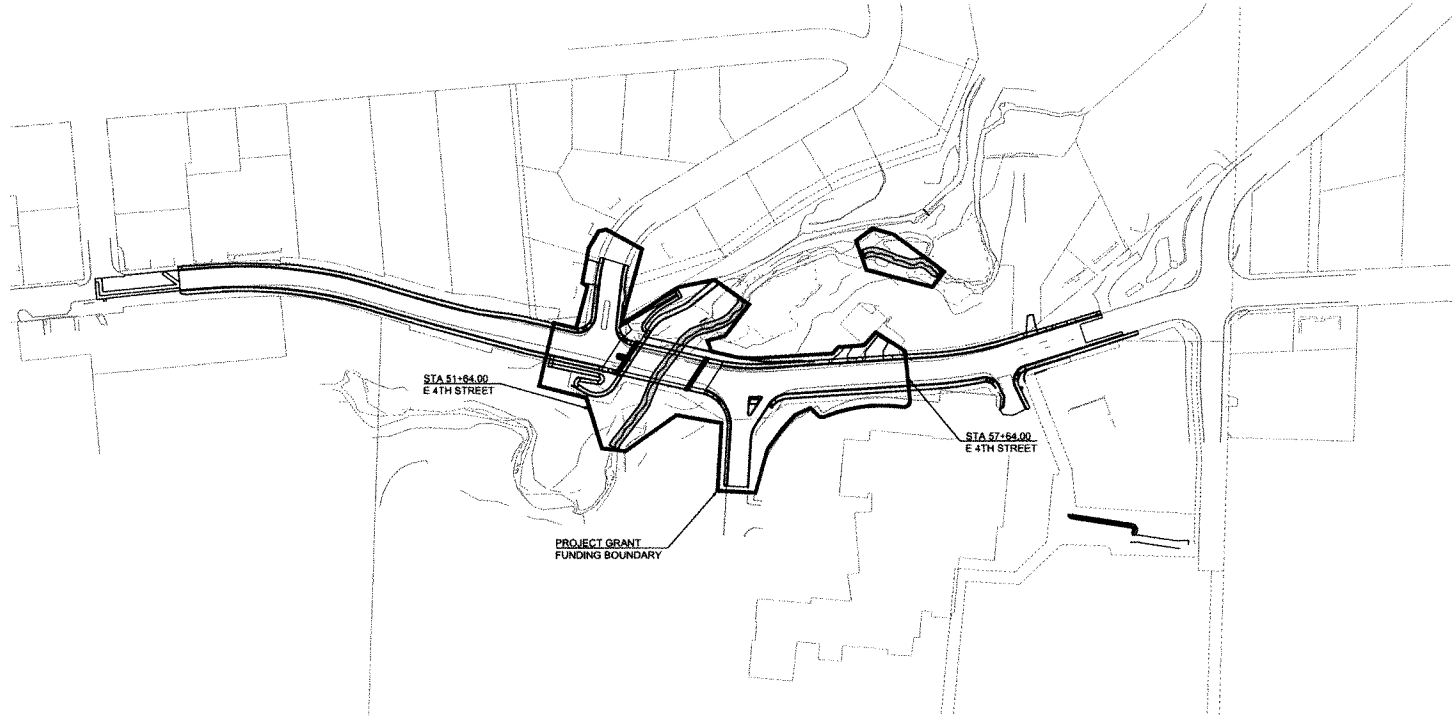 STA 51+64.00
E 4TH STREET
STA 57+64.00
E 4TH STREET
PROJECT GRANT
FUNDING BOUNDARY